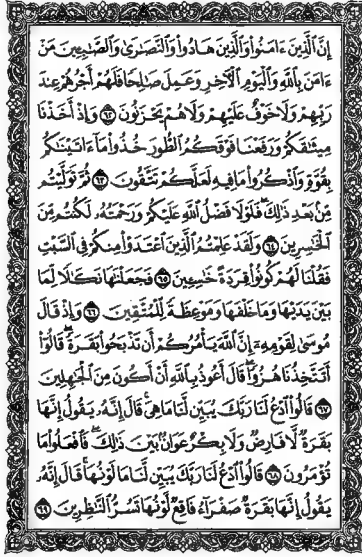 إِنَّ ٱلَّذِينَ ءَامَنُوا۟ وَٱلَّذِينَ هَادُوا۟ وَٱلنَّصَٰرَىٰ وَٱلصَّٰبِـِٔينَ مَنْ
ءَامَنَ بِٱللَّهِ وَٱلْيَوْمِ ٱلْءَاخِرِ وَعَمِلَ صَٰلِحًا فَلَهُمْ أَجْرُهُمْ عِندَ
رَبِّهِمْ وَلَا خَوْفٌ عَلَيْهِمْ وَلَا هُمْ يَحْزَنُونَ ٦٢ وَإِذْ أَخَذْنَا
مِيثَٰقَكُمْ وَرَفَعْنَا فَوْقَكُمُ ٱلطُّورَ خُذُوا۟ مَآ ءَاتَيْنَٰكُم
بِقُوَّةٍ وَٱذْكُرُوا۟ مَا فِيهِ لَعَلَّكُمْ تَتَّقُونَ ٦٣ ثُمَّ تَوَلَّيْتُم
مِّنۢ بَعْدِ ذَٰلِكَ ۖ فَلَوْلَا فَضْلُ ٱللَّهِ عَلَيْكُمْ وَرَحْمَتُهُۥ لَكُنتُم مِّنَ
ٱلْخَٰسِرِينَ ٦٤ وَلَقَدْ عَلِمْتُمُ ٱلَّذِينَ ٱعْتَدَوْا۟ مِنكُمْ فِى ٱلسَّبْتِ
فَقُلْنَا لَهُمْ كُونُوا۟ قِرَدَةً خَٰسِـِٔينَ ٦٥ فَجَعَلْنَٰهَا نَكَٰلًا لِّمَا
بَيْنَ يَدَيْهَا وَمَا خَلْفَهَا وَمَوْعِظَةً لِّلْمُتَّقِينَ ٦٦ وَإِذْ قَالَ
مُوسَىٰ لِقَوْمِهِۦٓ إِنَّ ٱللَّهَ يَأْمُرُكُمْ أَن تَذْبَحُوا۟ بَقَرَةً ۖ قَالُوٓا۟
أَتَتَّخِذُنَا هُزُوًا ۖ قَالَ أَعُوذُ بِٱللَّهِ أَنْ أَكُونَ مِنَ ٱلْجَٰهِلِينَ
٦٧ قَالُوا۟ ٱدْعُ لَنَا رَبَّكَ يُبَيِّن لَّنَا مَا هِىَ ۚ قَالَ إِنَّهُۥ يَقُولُ إِنَّهَا
بَقَرَةٌ لَّا فَارِضٌ وَلَا بِكْرٌ عَوَانٌۢ بَيْنَ ذَٰلِكَ ۖ فَٱفْعَلُوا۟ مَا
تُؤْمَرُونَ ٦٨ قَالُوا۟ ٱدْعُ لَنَا رَبَّكَ يُبَيِّن لَّنَا مَا لَوْنُهَا ۚ قَالَ إِنَّهُۥ
يَقُولُ إِنَّهَا بَقَرَةٌ صَفْرَآءُ فَاقِعٌ لَّوْنُهَا تَسُرُّ ٱلنَّٰظِرِينَ ٦٩